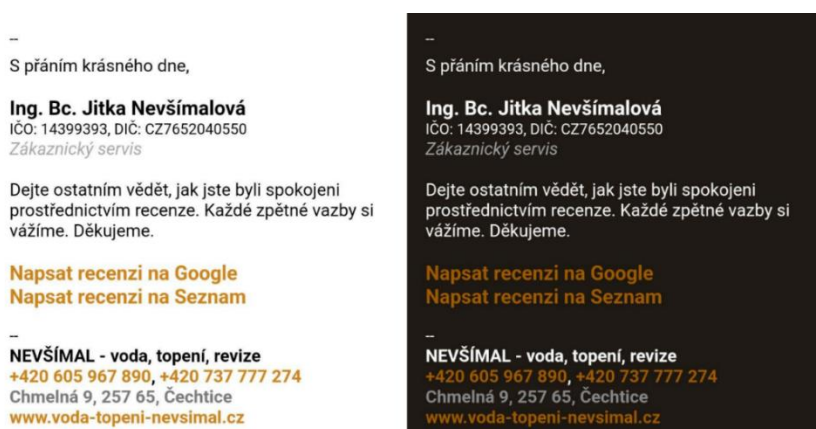 --
S přáním krásného dne,
Ing. Bc. Jitka Nevšímalová
IČO: 14399393, DIČ: CZ7652040550
Zákaznický servis
Dejte ostatním vědět, jak jste byli spokojeni
prostřednictvím recenze. Každé zpětné vazby si
vážíme. Děkujeme.
Napsat recenzi na Google
Napsat recenzi na Seznam
--
NEVŠÍMAL - voda, topení, revize
+420 605 967 890, +420 737 777 274
Chmelná 9, 257 65, Čechtice
www.voda-topeni-nevsimal.cz
--
S přáním krásného dne,
Ing. Bc. Jitka Nevšímalová
IČO: 14399393, DIČ: CZ7652040550
Zákaznický servis
Dejte ostatním vědět, jak jste byli spokojeni
prostřednictvím recenze. Každé zpětné vazby si
vážíme. Děkujeme.
Napsat recenzi na Google
Napsat recenzi na Seznam
--
NEVŠÍMAL - voda, topení, revize
+420 605 967 890, +420 737 777 274
Chmelná 9, 257 65, Čechtice
www.voda-topeni-nevsimal.cz